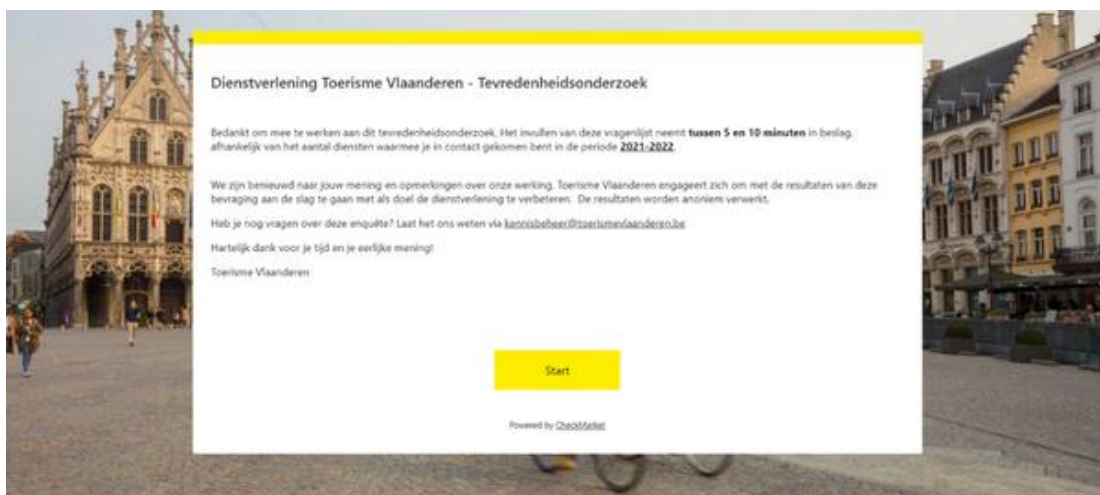 Dienstverlening Toerisme Vlaanderen - Tevredenheidsonderzoek
Bedankt om mee te werken aan dit tevredenheidsonderzoek. Het invullen van deze vragenlijst neemt tussen 5 en 10 minuten in beslag,
afhankelijk van het aantal diensten waarmee je in contact gekomen bent in de periode 2021-2022.
We zijn benieuwd naar jouw mening en opmerkingen over onze werking. Toerisme Vlaanderen engageert zich om met de resultaten van deze
bevraging aan de slag te gaan met als doel de dienstverlening te verbeteren. De resultaten worden anoniem verwerkt.
Heb je nog vragen over deze enquête? Laat het ons weten via kennisbeheer@toerismevlaanderen.be
Hartelijk dank voor je tijd en je eerlijke mening!
Toerisme Vlaanderen
Start
Powered by CheckMarket